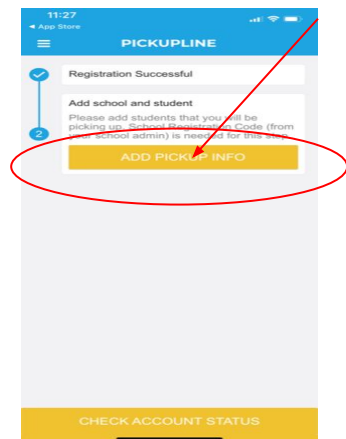 11:27
◀ App Store
PICKUPLINE
Registration Successful
Add school and student
Please add students that you will be
picking up. School Registration Code (from
your school admin) is needed for this step.
2
ADD PICKUP INFO
CHECK ACCOUNT STATUS